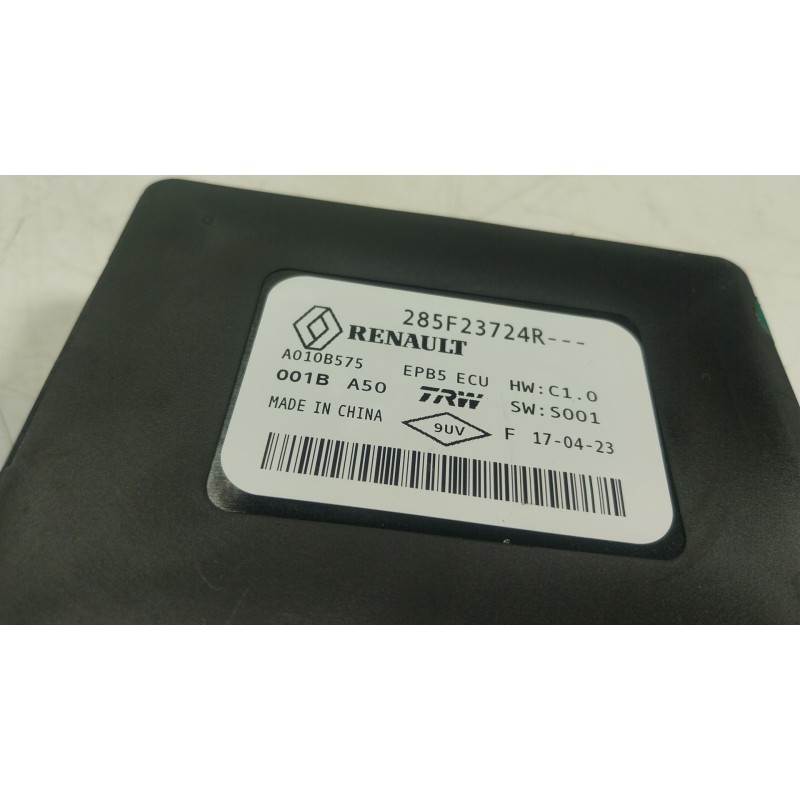 285F23724R---
RENAULT
A010B575 EPB5 ECU HW:C1.0
001B A50 TRW SW:S001
MADE IN CHINA 9UV F 17-04-23